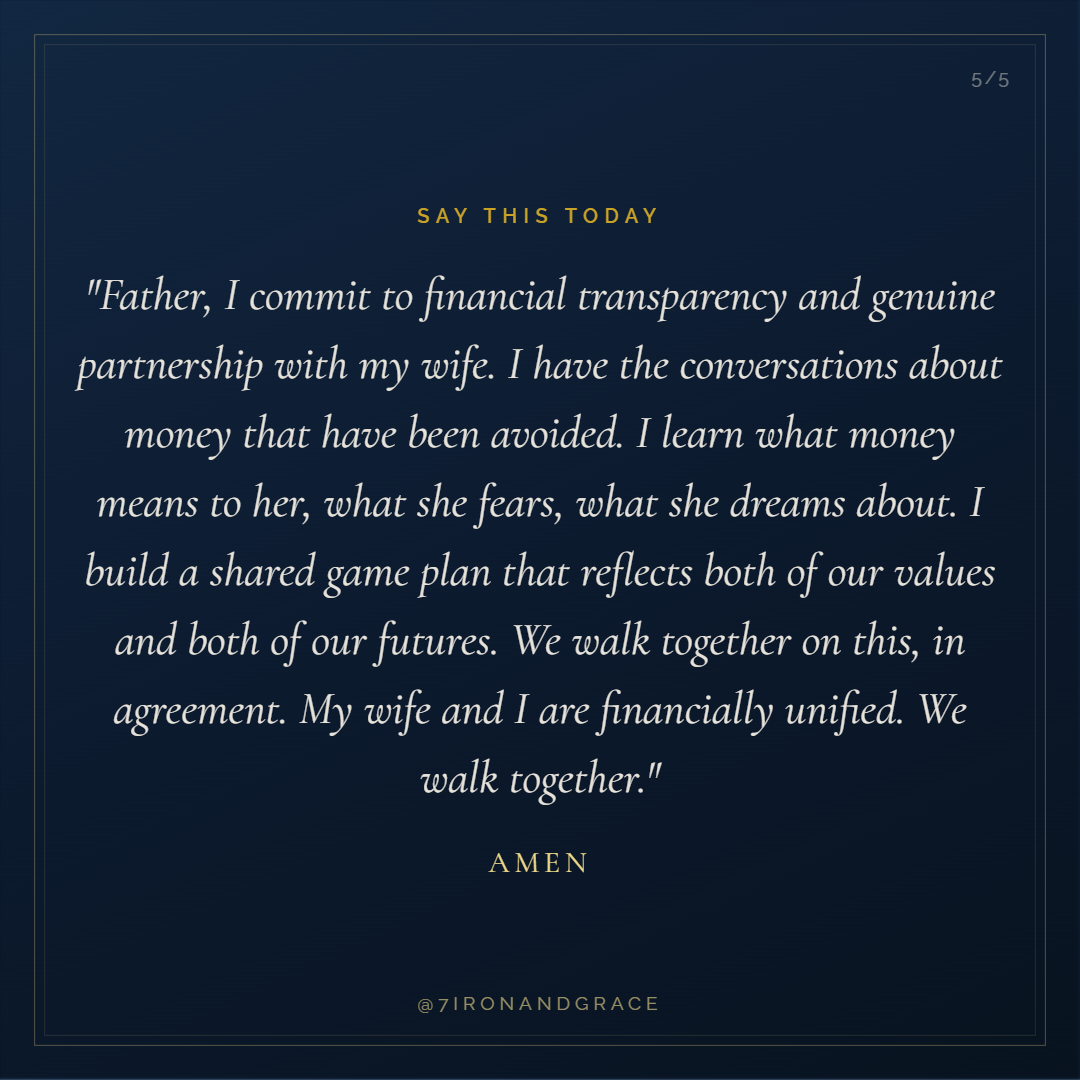 5/5
SAY THIS TODAY
"Father, I commit to financial transparency and genuine
partnership with my wife. I have the conversations about
money that have been avoided. I learn what money
means to her, what she fears, what she dreams about. I
build a shared game plan that reflects both of our values
and both of our futures. We walk together on this, in
agreement. My wife and I are financially unified. We
walk together."
AMEN
@7IRONANDGRACE